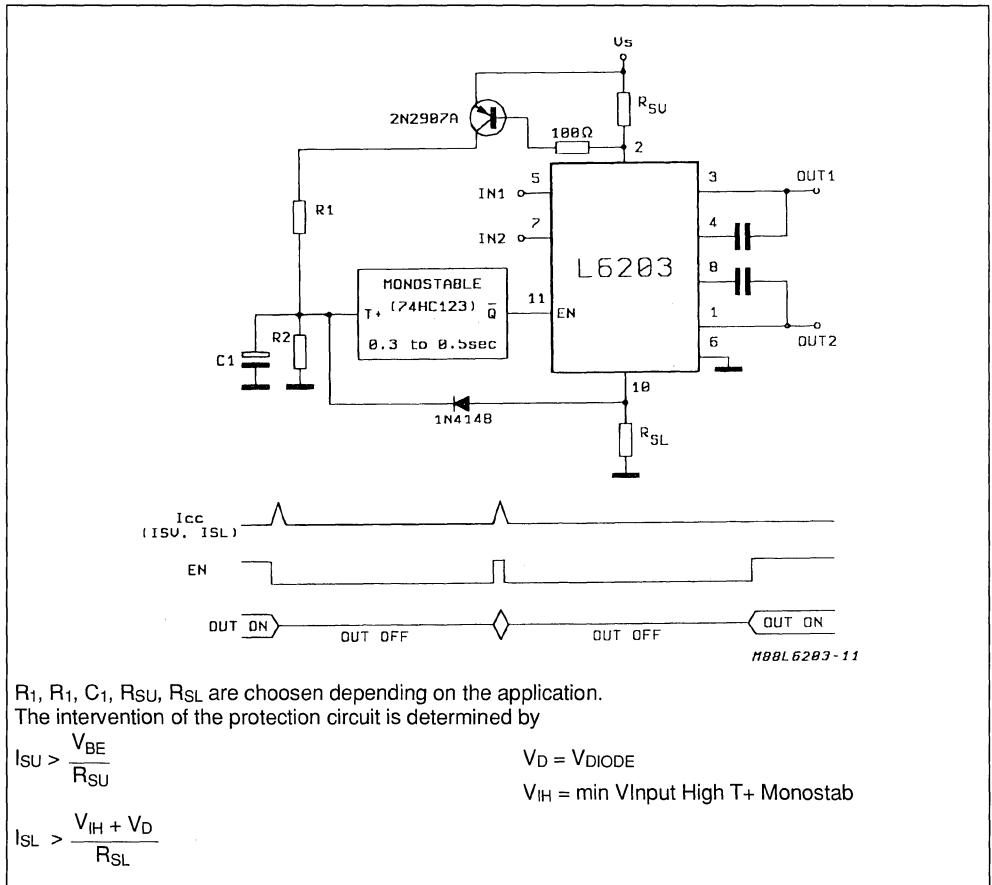 Vs
RSU
2N2907A
100Ω
2
5
IN1
3
OUT1
R1
7
IN2
4
L6203
8
MONOSTABLE
(74HC123)
T+
Q̅
11
EN
1
R2
0.3 to 0.5sec
6
OUT2
C1
10
1N4148
RSL
Icc
(ISU, ISL)
EN
OUT ON
OUT OFF
OUT OFF
OUT ON
M88L6203-11
R1, R1, C1, RSU, RSL are choosen depending on the application.
The intervention of the protection circuit is determined by
ISU > VBE / RSU
VD = VDIODE
VIH = min VInput High T+ Monostab
ISL > VIH + VD / RSL